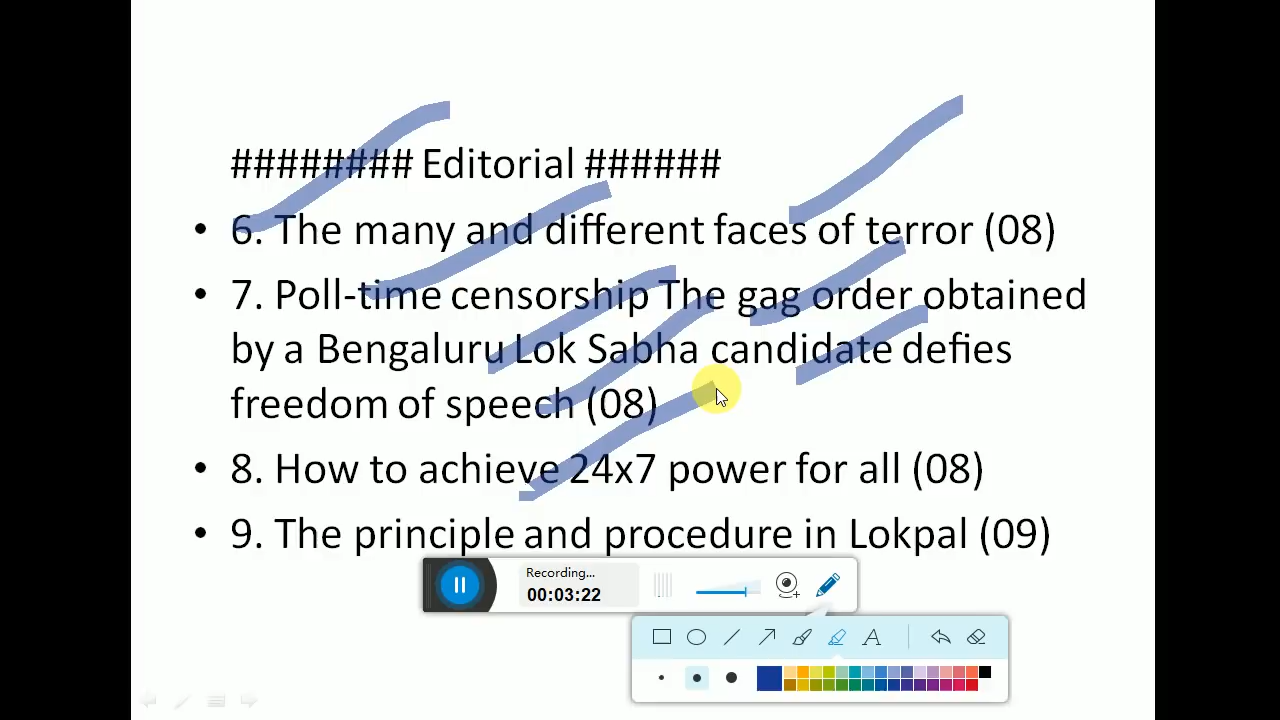 ######## Editorial ######
• 6. The many and different faces of terror (08)
• 7. Poll-time censorship The gag order obtained
by a Bengaluru Lok Sabha candidate defies
freedom of speech (08)
• 8. How to achieve 24x7 power for all (08)
• 9. The principle and procedure in Lokpal (09)
Recording...
00:03:22
A